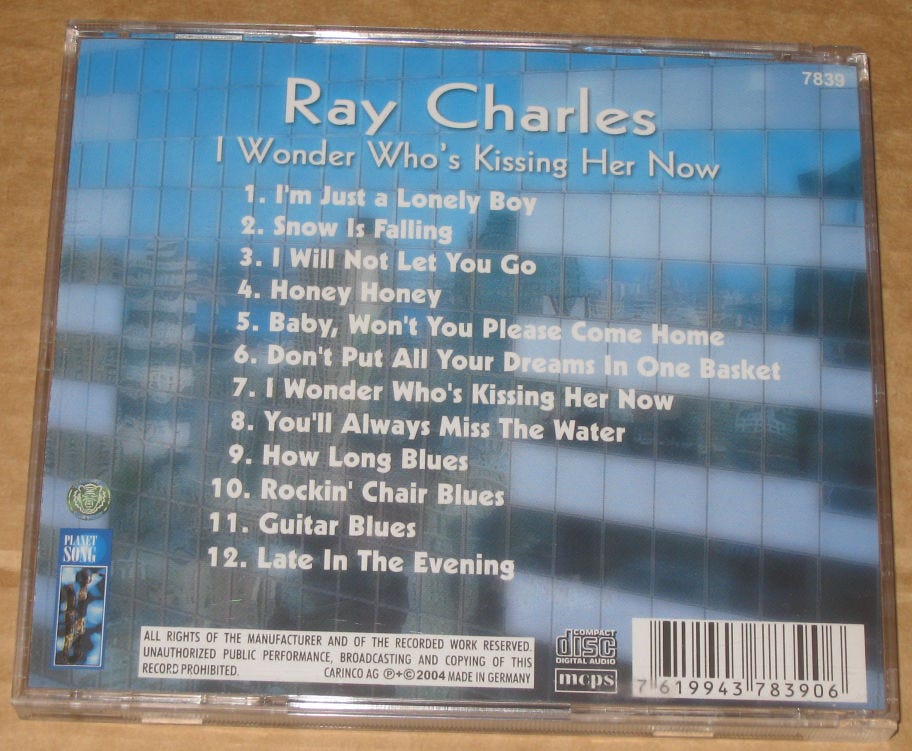 7839
Ray Charles
I Wonder Who's Kissing Her Now
1. I'm Just a Lonely Boy
2. Snow Is Falling
3. I Will Not Let You Go
4. Honey Honey
5. Baby, Won't You Please Come Home
6. Don't Put All Your Dreams In One Basket
7. I Wonder Who's Kissing Her Now
8. You'll Always Miss The Water
9. How Long Blues
10. Rockin' Chair Blues
11. Guitar Blues
12. Late In The Evening
PLANET
SONG
ALL RIGHTS OF THE MANUFACTURER AND OF THE RECORDED WORK RESERVED.
UNAUTHORIZED PUBLIC PERFORMANCE, BROADCASTING AND COPYING OF THIS
RECORD PROHIBITED. CARINCO AG ℗+© 2004 MADE IN GERMANY
COMPACT
disc
DIGITAL AUDIO
mcps
7 619943 783906